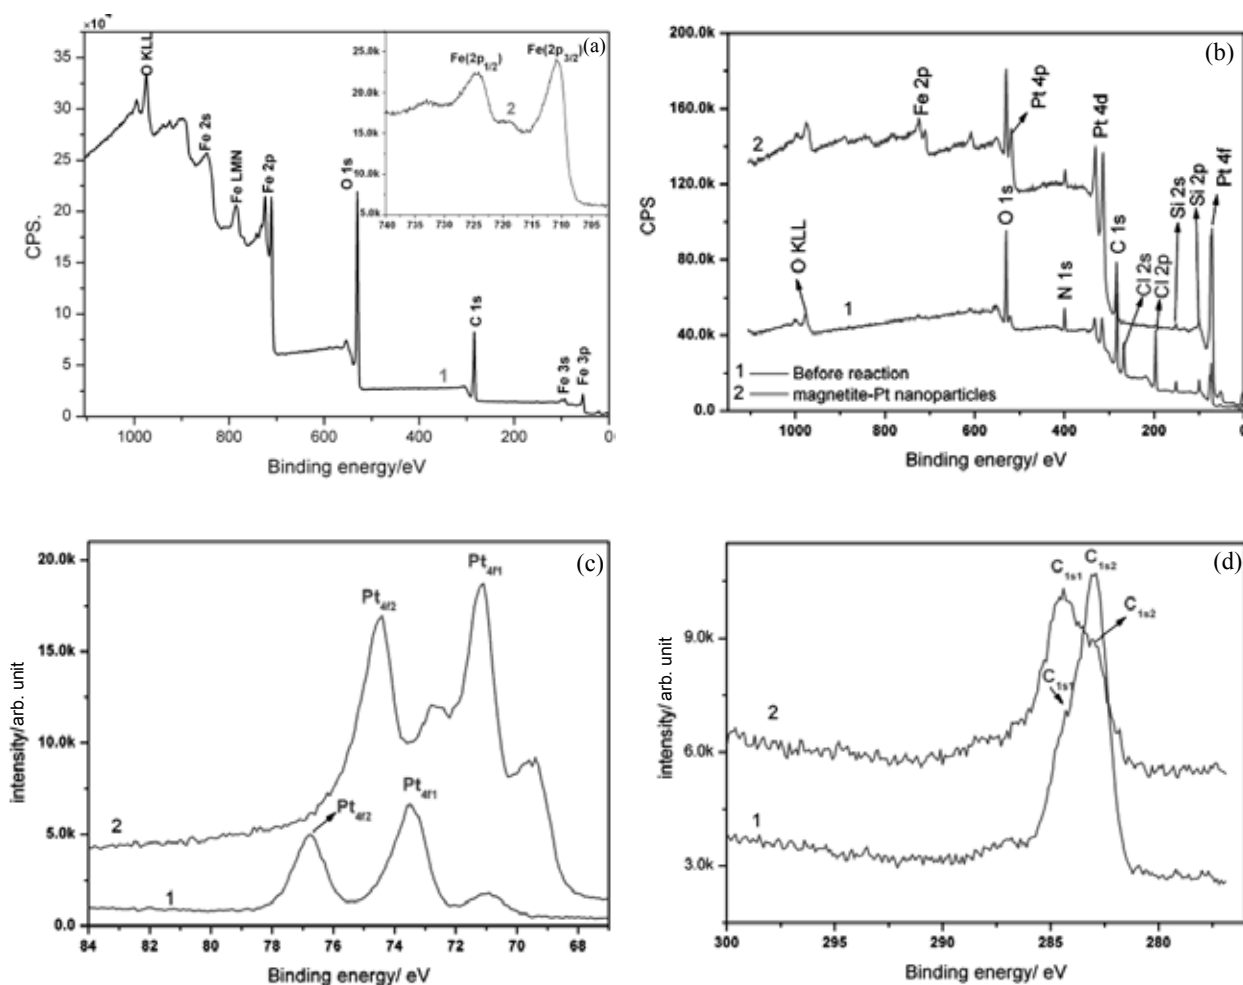 ×10⁴
(a)
35
30
25
20
15
10
5
0
CPS.
1000
800
600
400
200
0
Binding energy/eV
O KLL
Fe 2s
Fe LMN
Fe 2p
O 1s
C 1s
Fe 3s
Fe 3p
1
25.0k
20.0k
15.0k
10.0k
5.0k
740
733
727
725
719
711
710
702
Fe(2p1/2)
Fe(2p3/2)
2
(b)
200.0k
160.0k
120.0k
80.0k
40.0k
0.0
CPS
1000
800
600
400
200
0
Binding energy/ eV
2
Fe 2p
Pt 4p
Pt 4d
O KLL
1
O 1s
N 1s
C 1s
Cl 2s
Cl 2p
Si 2s
Si 2p
Pt 4f
1 Before reaction
2 magnetite-Pt nanoparticles
(c)
20.0k
15.0k
10.0k
5.0k
0.0
intensity/arb. unit
84
82
80
78
76
74
72
70
68
Binding energy/ eV
Pt4f2
Pt4f1
2
Pt4f2
Pt4f1
1
(d)
9.0k
6.0k
3.0k
intensity/ arb. unit
300
295
290
285
280
Binding energy/ eV
C1s1
C1s2
C1s2
C1s1
2
1